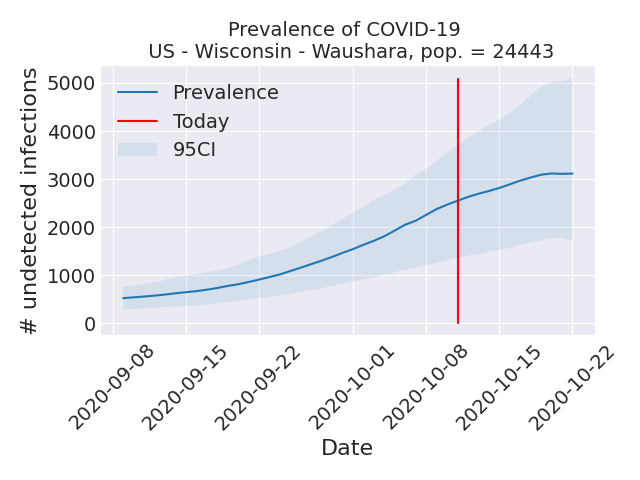 Prevalence of COVID-19
US - Wisconsin - Waushara, pop. = 24443
# undetected infections
5000
4000
3000
2000
1000
0
Prevalence
Today
95CI
2020-09-08
2020-09-15
2020-09-22
2020-10-01
2020-10-08
2020-10-15
2020-10-22
Date